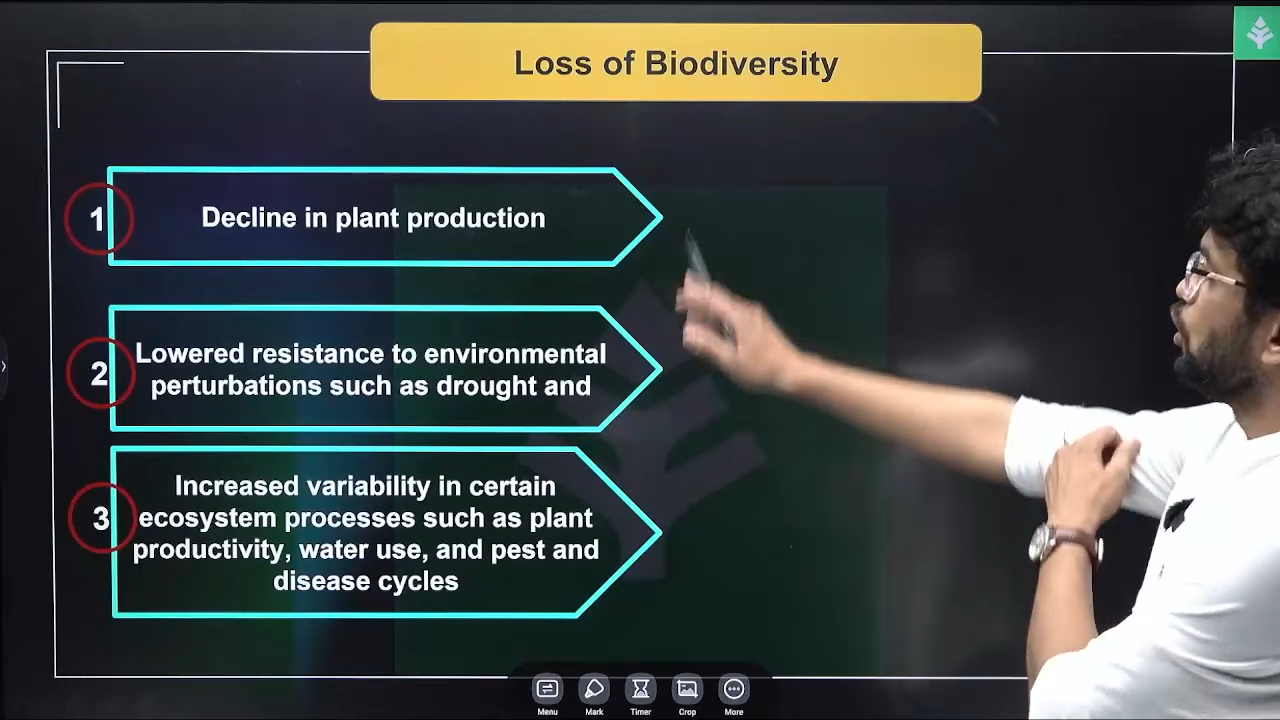 Loss of Biodiversity
1
Decline in plant production
2
Lowered resistance to environmental
perturbations such as drought and
3
Increased variability in certain
ecosystem processes such as plant
productivity, water use, and pest and
disease cycles
Menu
Mark
Timer
Crop
More